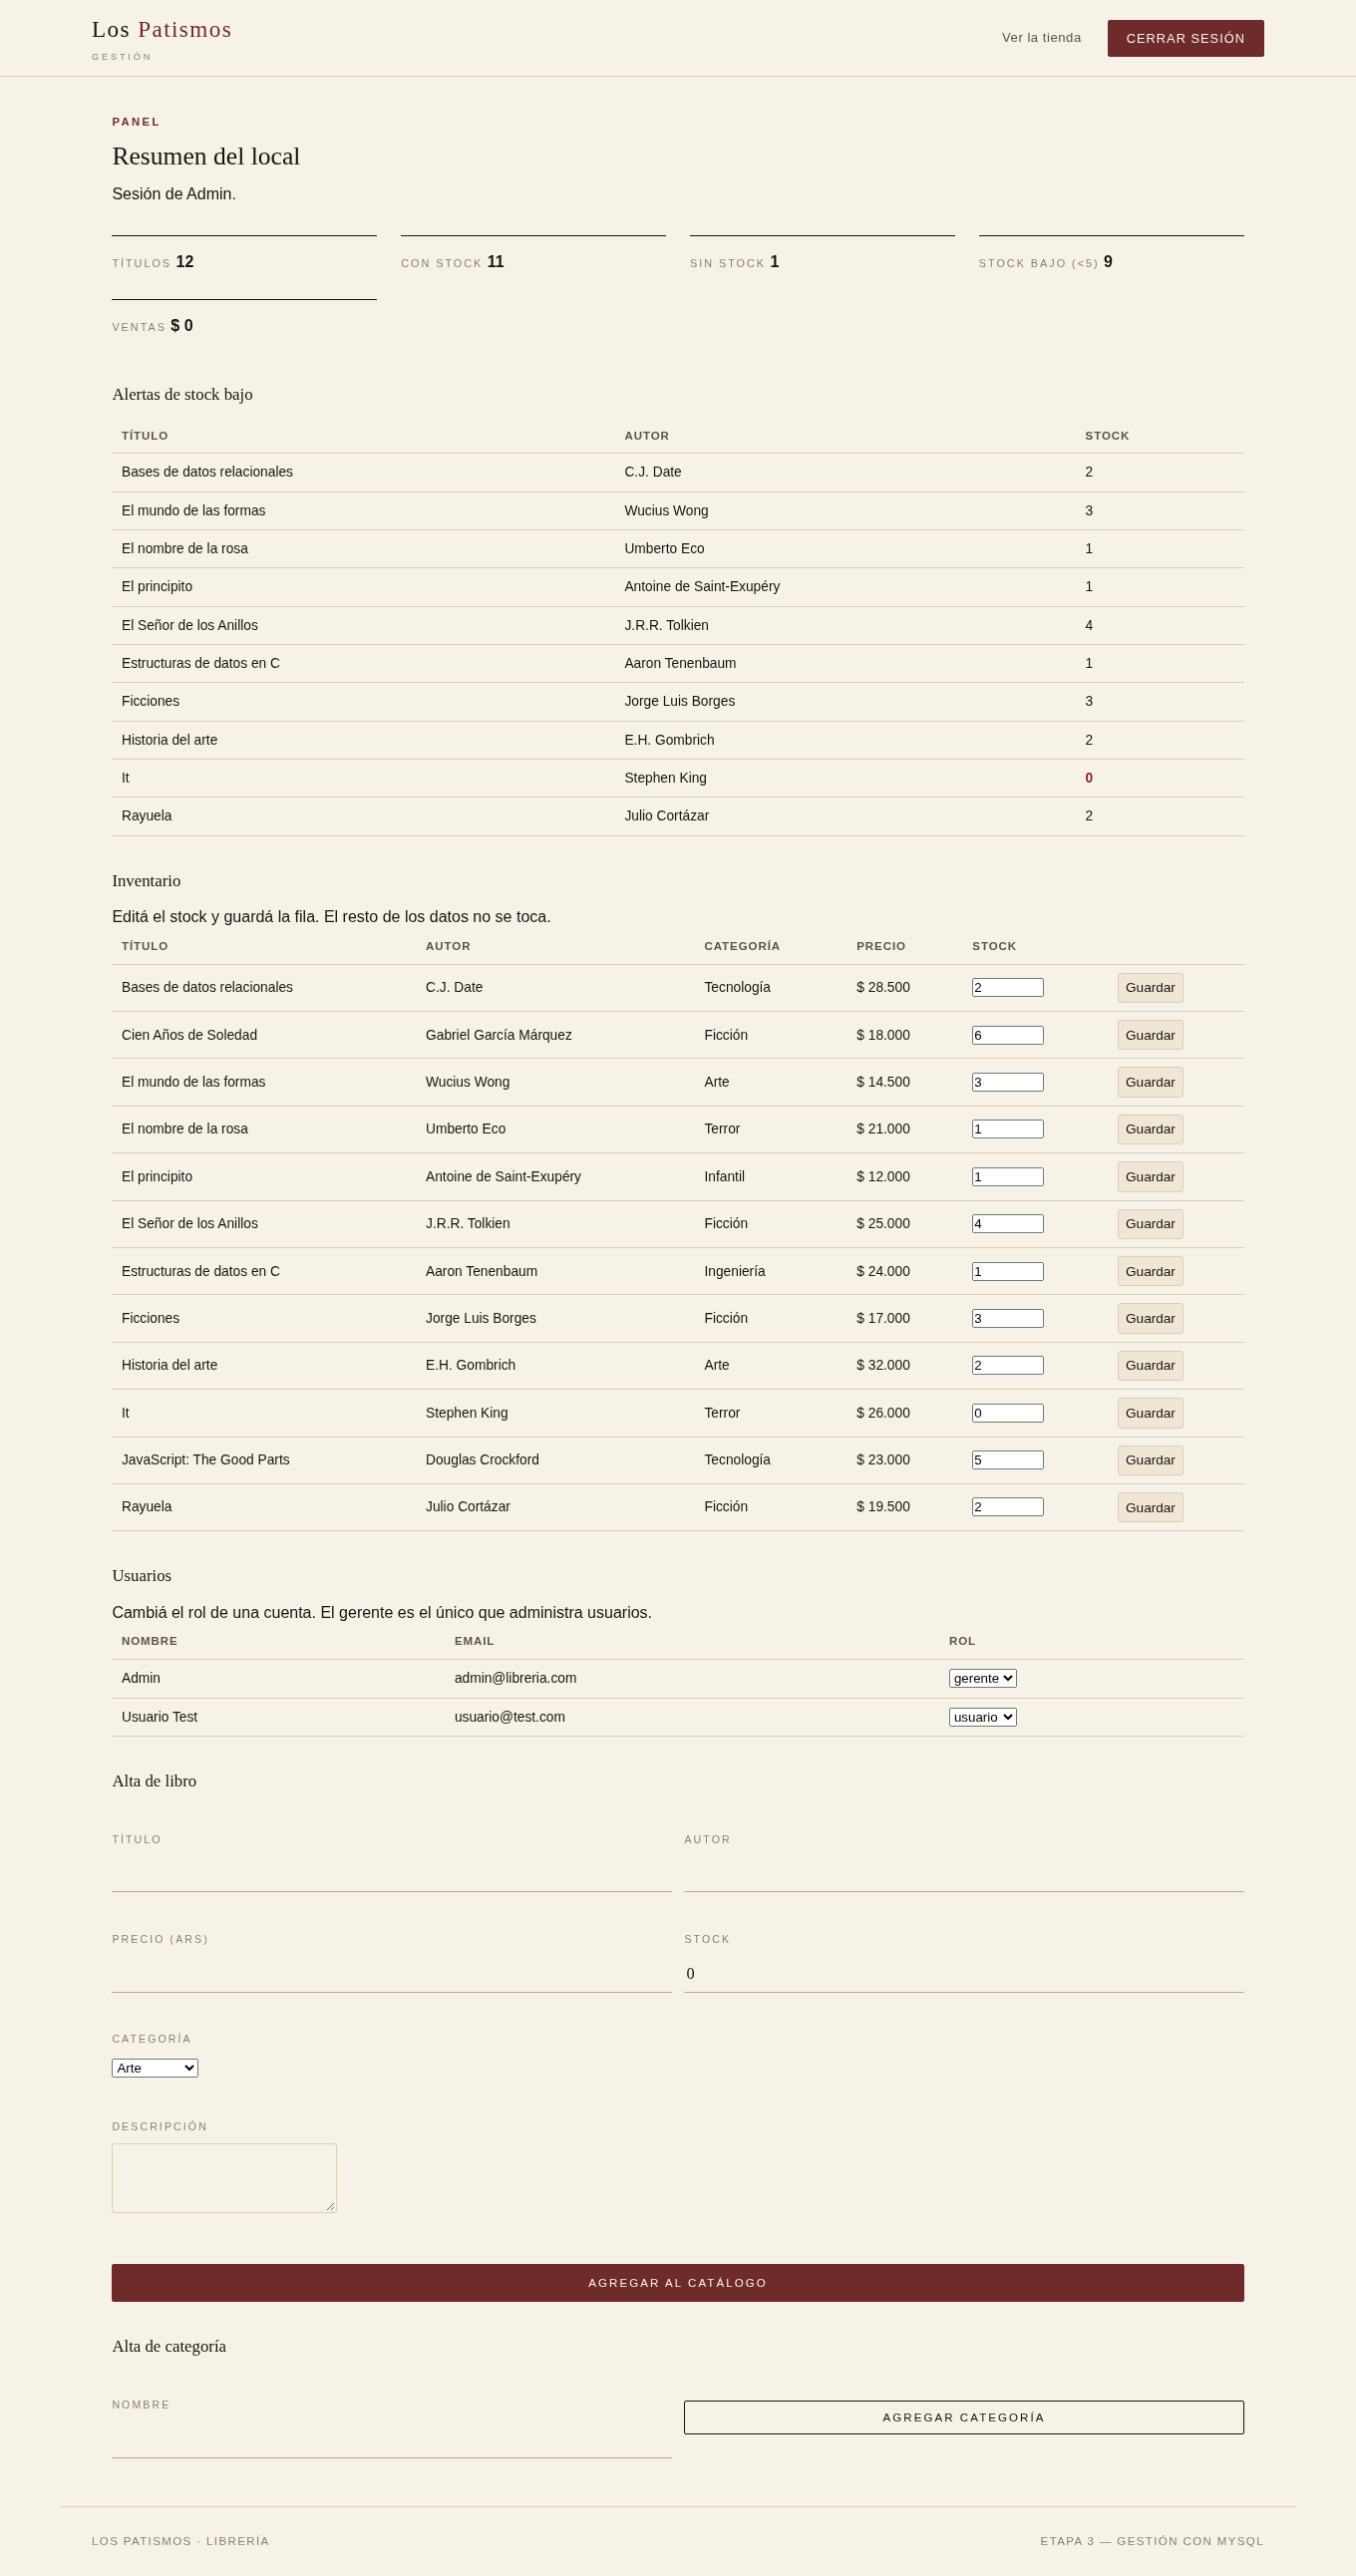 Los Patismos
GESTIÓN
Ver la tienda
CERRAR SESIÓN
PANEL
Resumen del local
Sesión de Admin.
TÍTULOS 12
CON STOCK 11
SIN STOCK 1
STOCK BAJO (<5) 9
VENTAS $ 0
Alertas de stock bajo
TÍTULO AUTOR STOCK
Bases de datos relacionales C.J. Date 2
El mundo de las formas Wucius Wong 3
El nombre de la rosa Umberto Eco 1
El principito Antoine de Saint-Exupéry 1
El Señor de los Anillos J.R.R. Tolkien 4
Estructuras de datos en C Aaron Tenenbaum 1
Ficciones Jorge Luis Borges 3
Historia del arte E.H. Gombrich 2
It Stephen King 0
Rayuela Julio Cortázar 2
Inventario
Editá el stock y guardá la fila. El resto de los datos no se toca.
TÍTULO AUTOR CATEGORÍA PRECIO STOCK
Bases de datos relacionales C.J. Date Tecnología $ 28.500 2 Guardar
Cien Años de Soledad Gabriel García Márquez Ficción $ 18.000 6 Guardar
El mundo de las formas Wucius Wong Arte $ 14.500 3 Guardar
El nombre de la rosa Umberto Eco Terror $ 21.000 1 Guardar
El principito Antoine de Saint-Exupéry Infantil $ 12.000 1 Guardar
El Señor de los Anillos J.R.R. Tolkien Ficción $ 25.000 4 Guardar
Estructuras de datos en C Aaron Tenenbaum Ingeniería $ 24.000 1 Guardar
Ficciones Jorge Luis Borges Ficción $ 17.000 3 Guardar
Historia del arte E.H. Gombrich Arte $ 32.000 2 Guardar
It Stephen King Terror $ 26.000 0 Guardar
JavaScript: The Good Parts Douglas Crockford Tecnología $ 23.000 5 Guardar
Rayuela Julio Cortázar Ficción $ 19.500 2 Guardar
Usuarios
Cambiá el rol de una cuenta. El gerente es el único que administra usuarios.
NOMBRE EMAIL ROL
Admin admin@libreria.com gerente
Usuario Test usuario@test.com usuario
Alta de libro
TÍTULO AUTOR
PRECIO (ARS) STOCK
0
CATEGORÍA
Arte
DESCRIPCIÓN
AGREGAR AL CATÁLOGO
Alta de categoría
NOMBRE
AGREGAR CATEGORÍA
LOS PATISMOS · LIBRERÍA
ETAPA 3 — GESTIÓN CON MYSQL